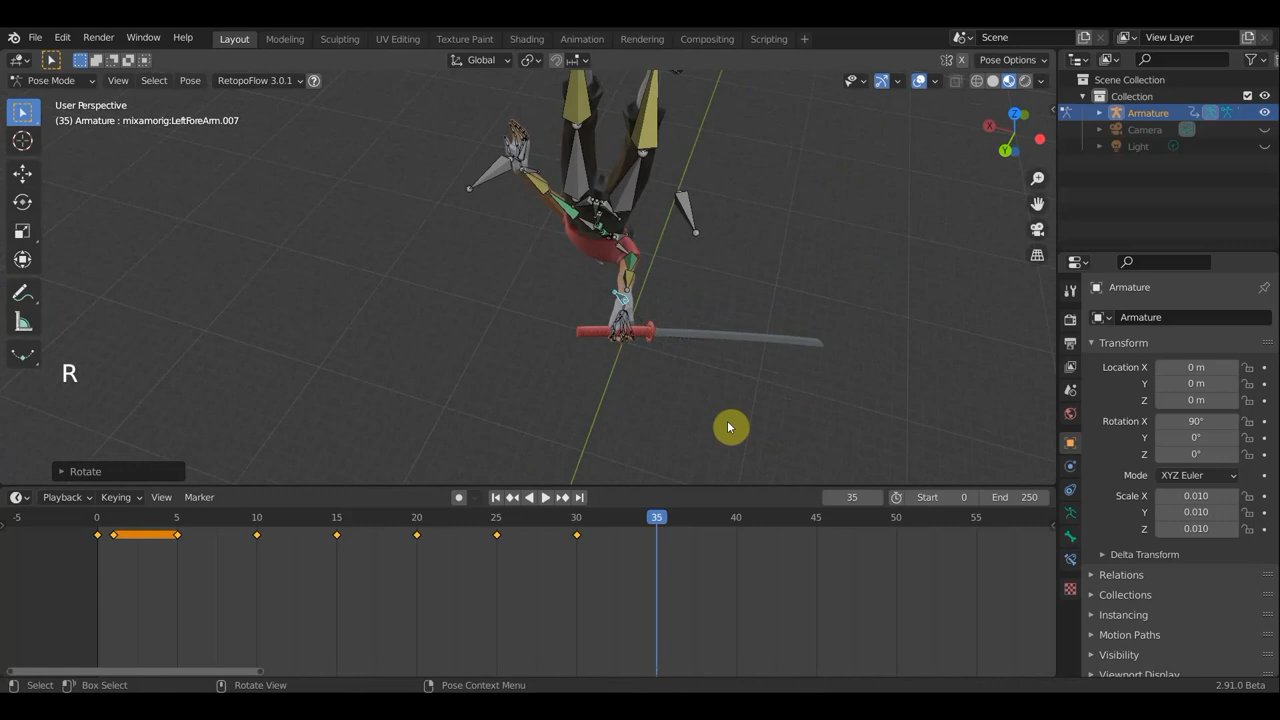 File Edit Render Window Help
Layout Modeling Sculpting UV Editing Texture Paint Shading Animation Rendering Compositing Scripting +
Scene View Layer
Global Pose Options
Pose Mode View Select Pose RetopoFlow 3.0.1
User Perspective
(35) Armature : mixamorig:LeftForeArm.007
X Z Y
R
Rotate
Scene Collection
Collection
Armature
Camera
Light
Armature
Armature
Transform
Location X 0 m
Y 0 m
Z 0 m
Rotation X 90°
Y 0°
Z 0°
Mode XYZ Euler
Scale X 0.010
Y 0.010
Z 0.010
Delta Transform
Relations
Collections
Instancing
Motion Paths
Visibility
Viewport Display
Playback Keying View Marker 35 Start 0 End 250
-5 0 5 10 15 20 25 30 35 40 45 50 55
Select Box Select Rotate View Pose Context Menu 2.91.0 Beta